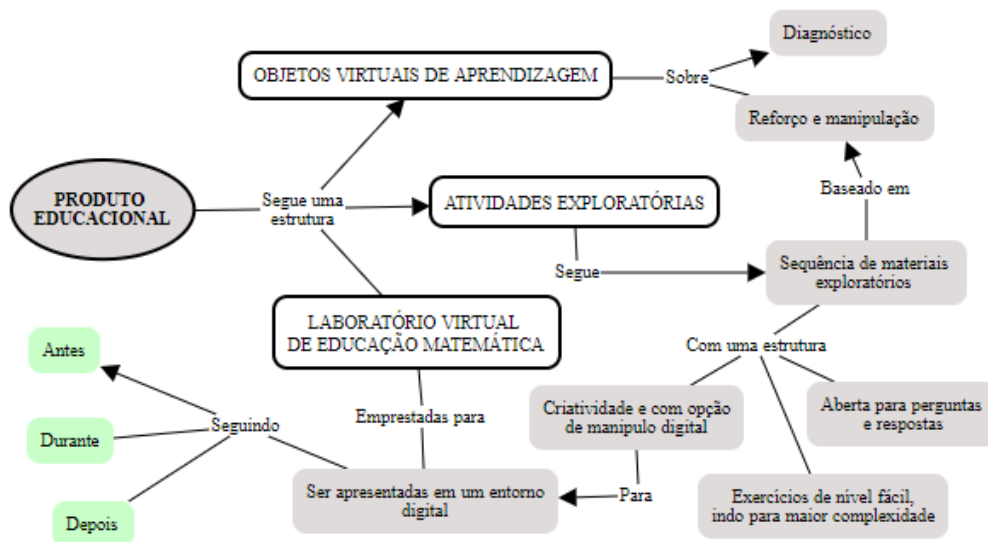 Diagnóstico
OBJETOS VIRTUAIS DE APRENDIZAGEM
Sobre
Reforço e manipulação
PRODUTO
EDUCACIONAL
Segue uma
estrutura
ATIVIDADES EXPLORATÓRIAS
Baseado em
Segue
Sequência de materiais
exploratórios
LABORATÓRIO VIRTUAL
DE EDUCAÇÃO MATEMÁTICA
Com uma estrutura
Antes
Durante
Depois
Seguindo
Emprestadas para
Criatividade e com opção
de manipulo digital
Aberta para perguntas
e respostas
Ser apresentadas em um entorno
digital
Para
Exercícios de nível fácil,
indo para maior complexidade